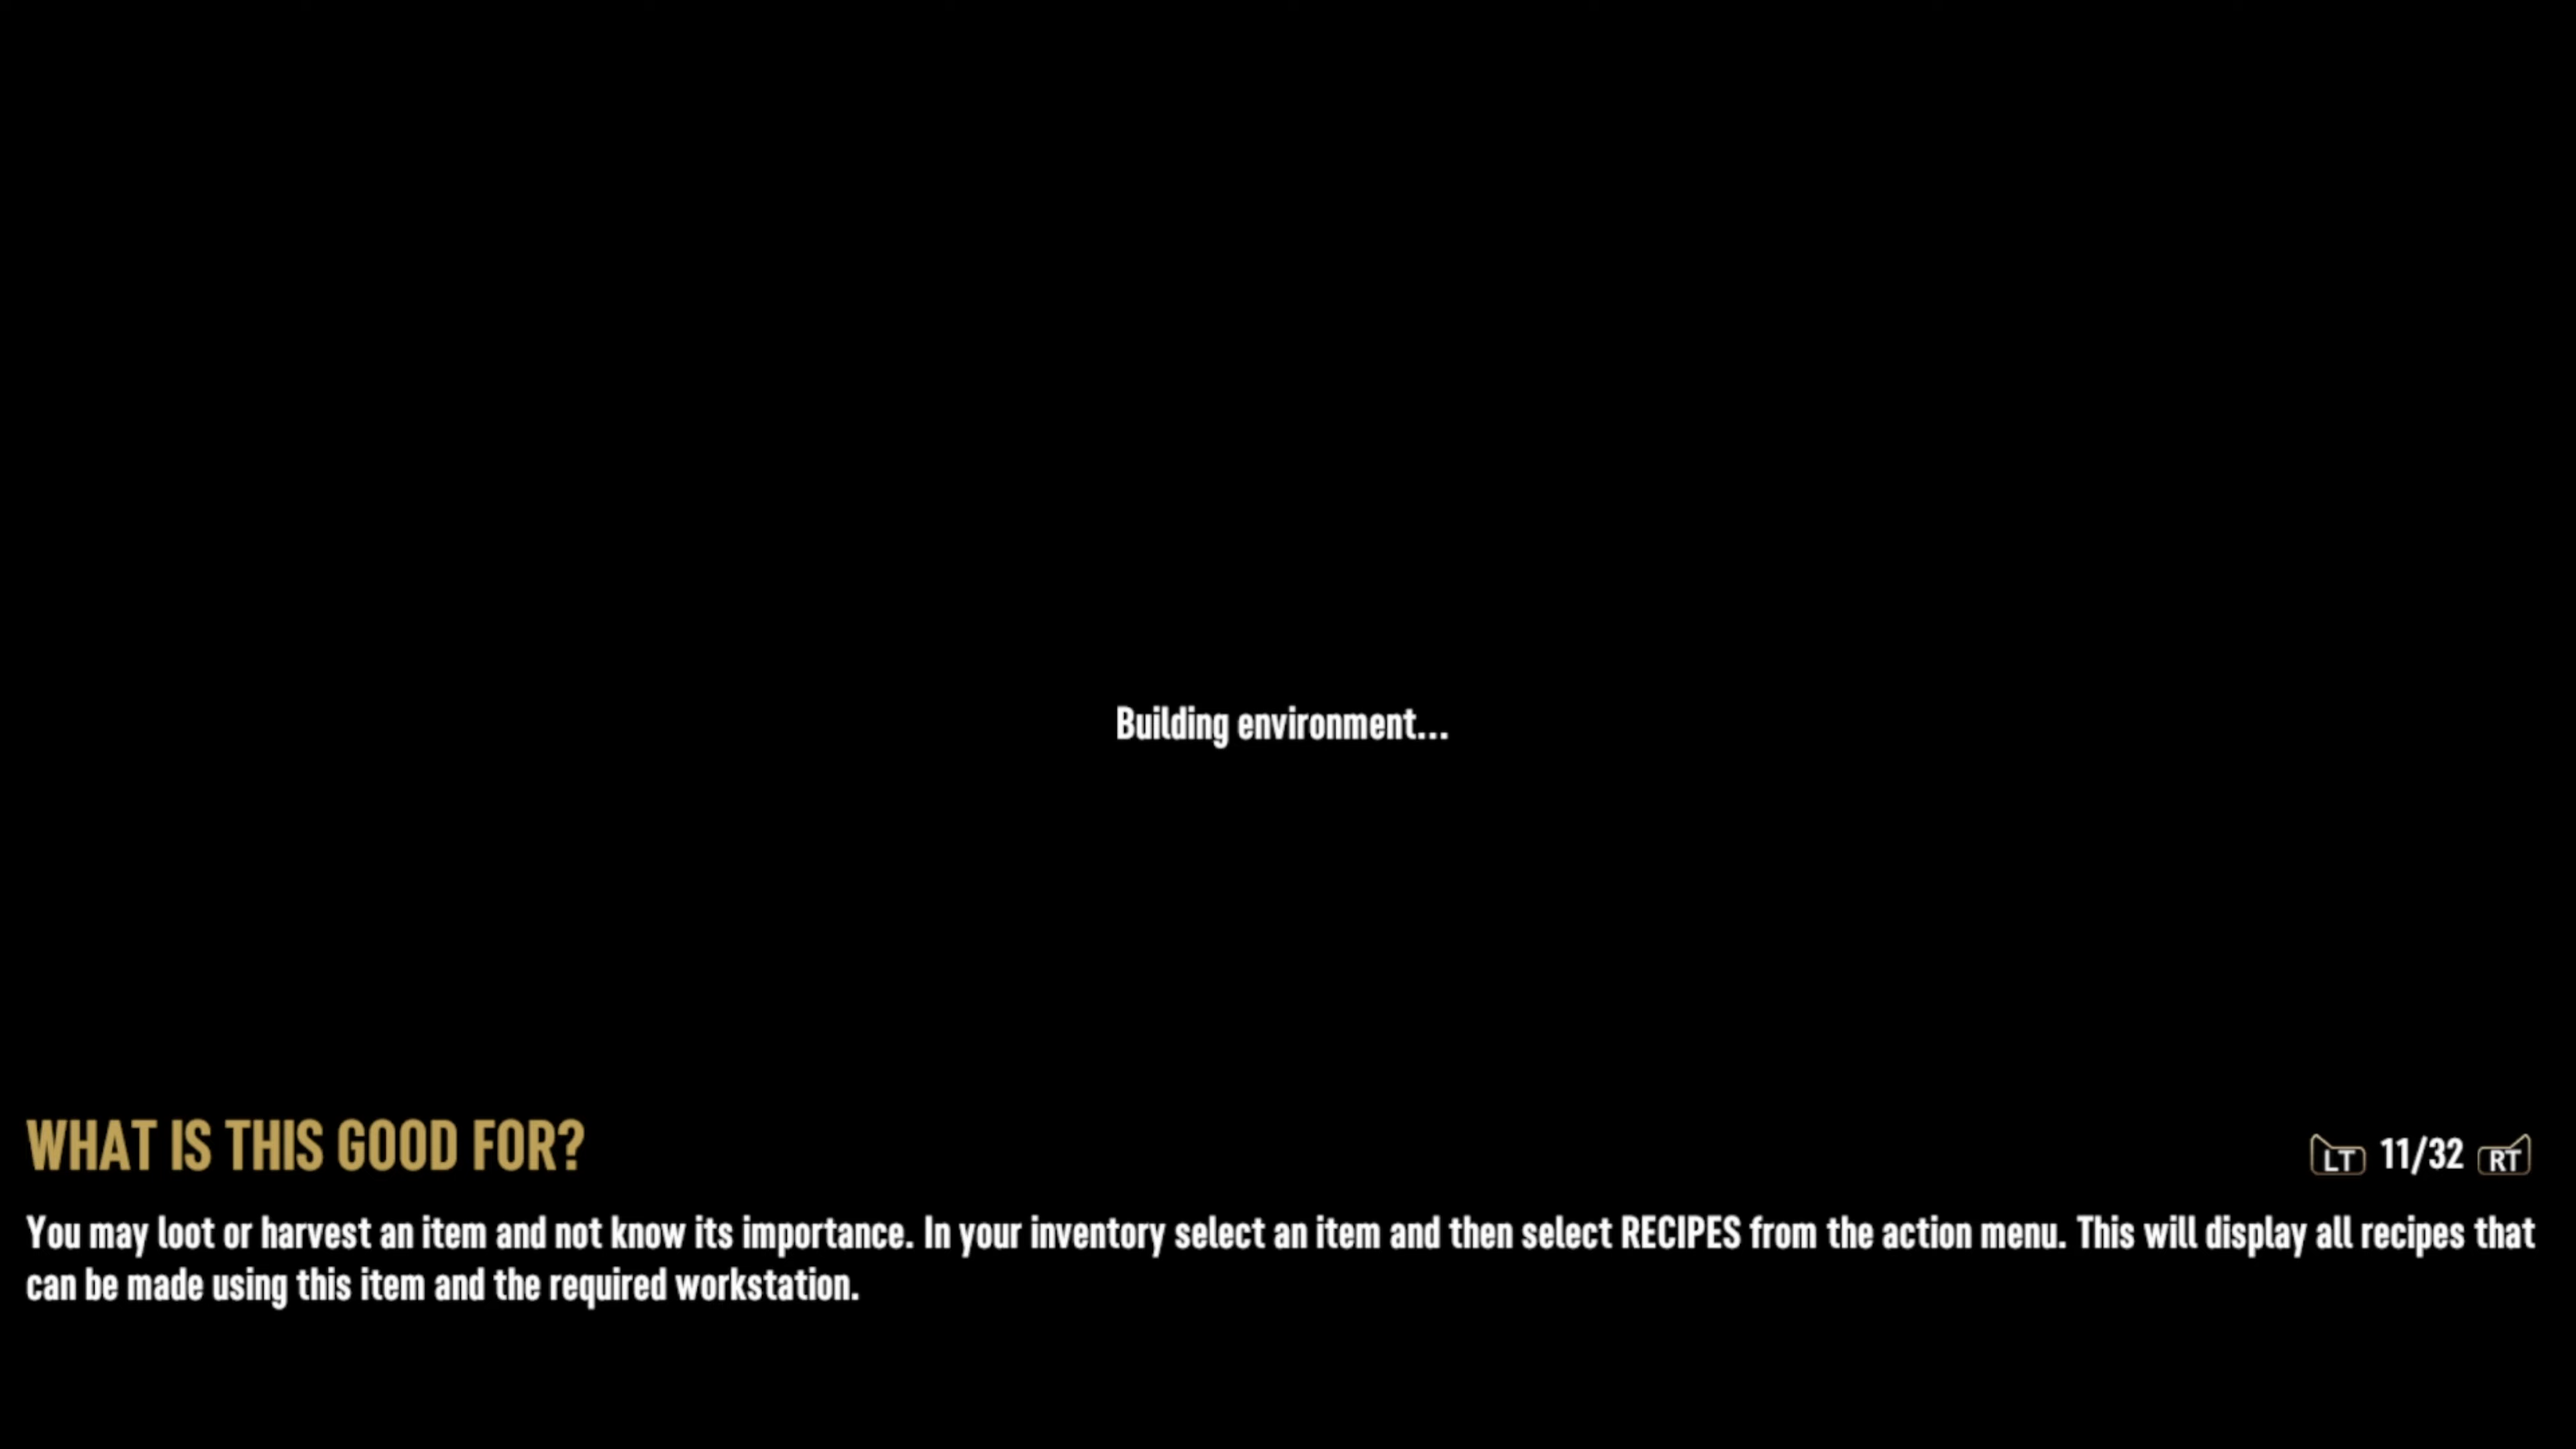 Building environment...
WHAT IS THIS GOOD FOR?
LT 11/32 RT
You may loot or harvest an item and not know its importance. In your inventory select an item and then select RECIPES from the action menu. This will display all recipes that
can be made using this item and the required workstation.